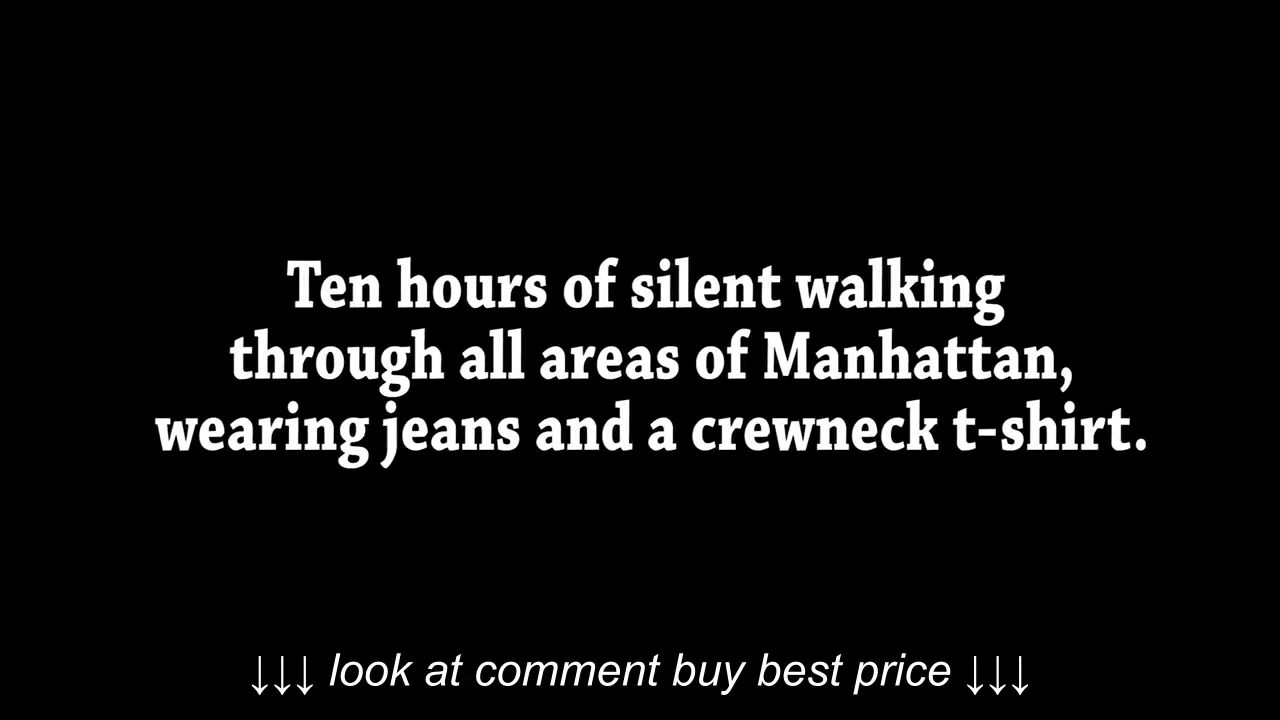 Ten hours of silent walking
through all areas of Manhattan,
wearing jeans and a crewneck t-shirt.
↓↓↓ look at comment buy best price ↓↓↓